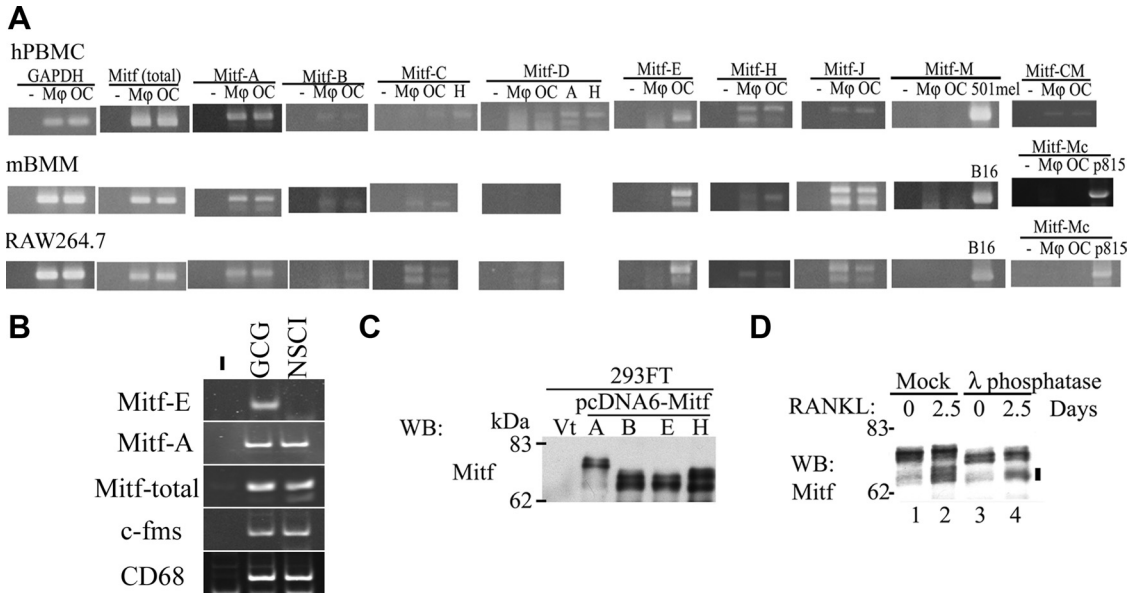 A
hPBMC
GAPDH Mitf (total) Mitf-A Mitf-B Mitf-C Mitf-D Mitf-E Mitf-H Mitf-J Mitf-M Mitf-CM
- Mφ OC - Mφ OC - Mφ OC - Mφ OC - Mφ OC H - Mφ OC A H - Mφ OC - Mφ OC - Mφ OC - Mφ OC 501mel - Mφ OC
mBMM
B16
Mitf-Mc
- Mφ OC p815
RAW264.7
B16
Mitf-Mc
- Mφ OC p815
B
- GCG NSCI
Mitf-E
Mitf-A
Mitf-total
c-fms
CD68
C
293FT
pcDNA6-Mitf
WB: kDa Vt A B E H
83
Mitf
62
D
Mock λ phosphatase
RANKL: 0 2.5 0 2.5 Days
83-
WB:
Mitf
62-
1 2 3 4